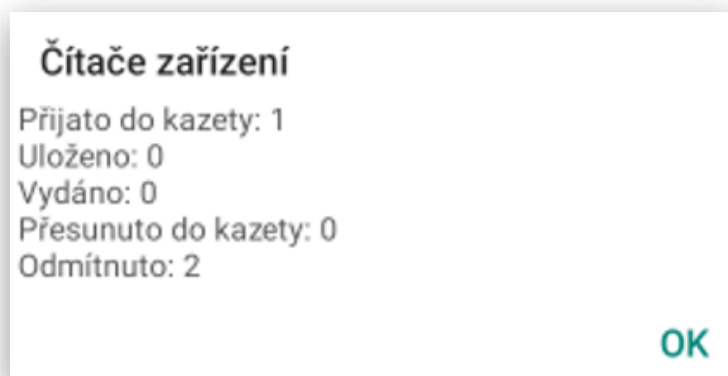 Čítače zařízení
Přijato do kazety: 1
Uloženo: 0
Vydáno: 0
Přesunuto do kazety: 0
Odmítnuto: 2
OK